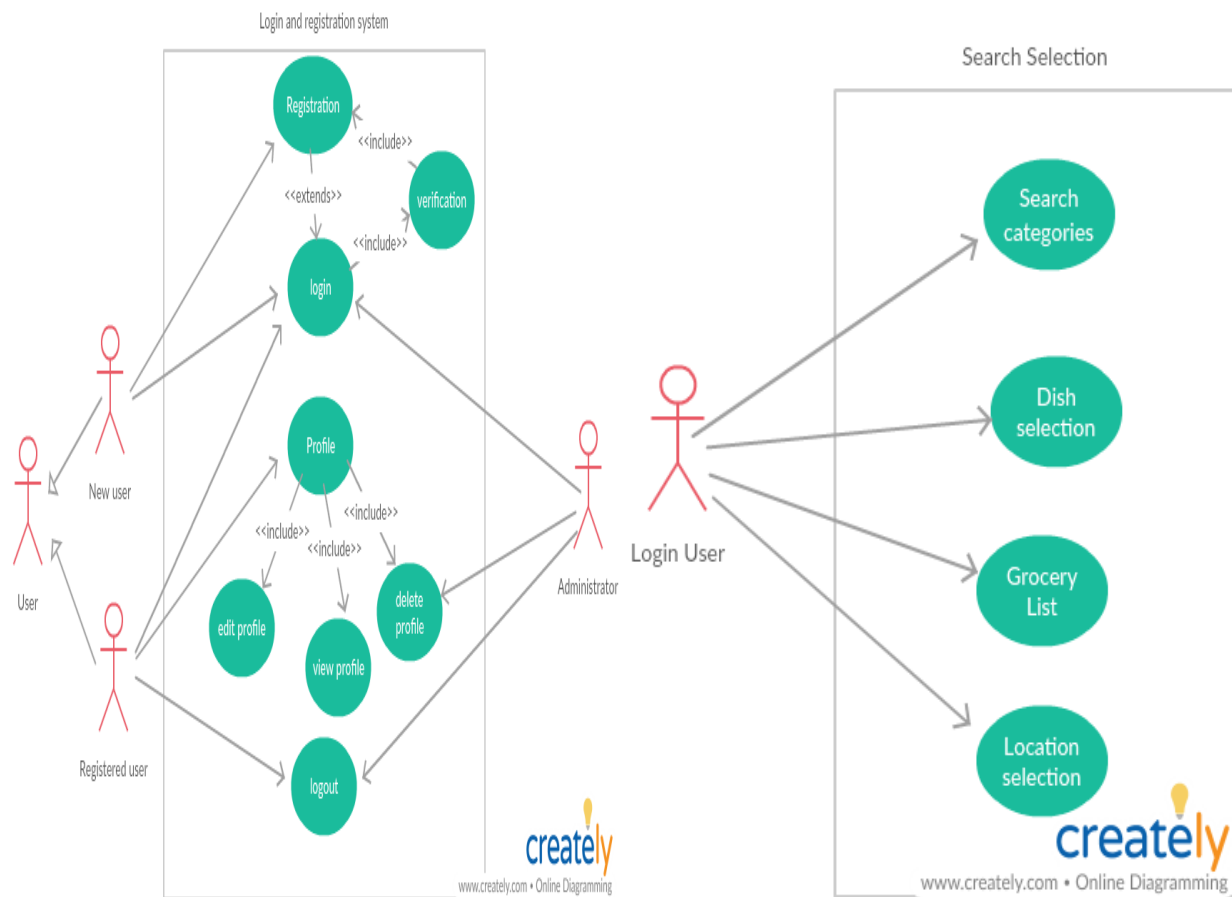 Login and registration system
Registration
<<include>>
<<extends>>
verification
<<include>>
login
New user
Profile
<<include>>
<<include>>
<<include>>
User
Administrator
edit profile
delete
profile
view profile
Registered user
logout
creately
www.creately.com • Online Diagramming
Search Selection
Search
categories
Dish
selection
Login User
Grocery
List
Location
selection
creately
www.creately.com • Online Diagramming